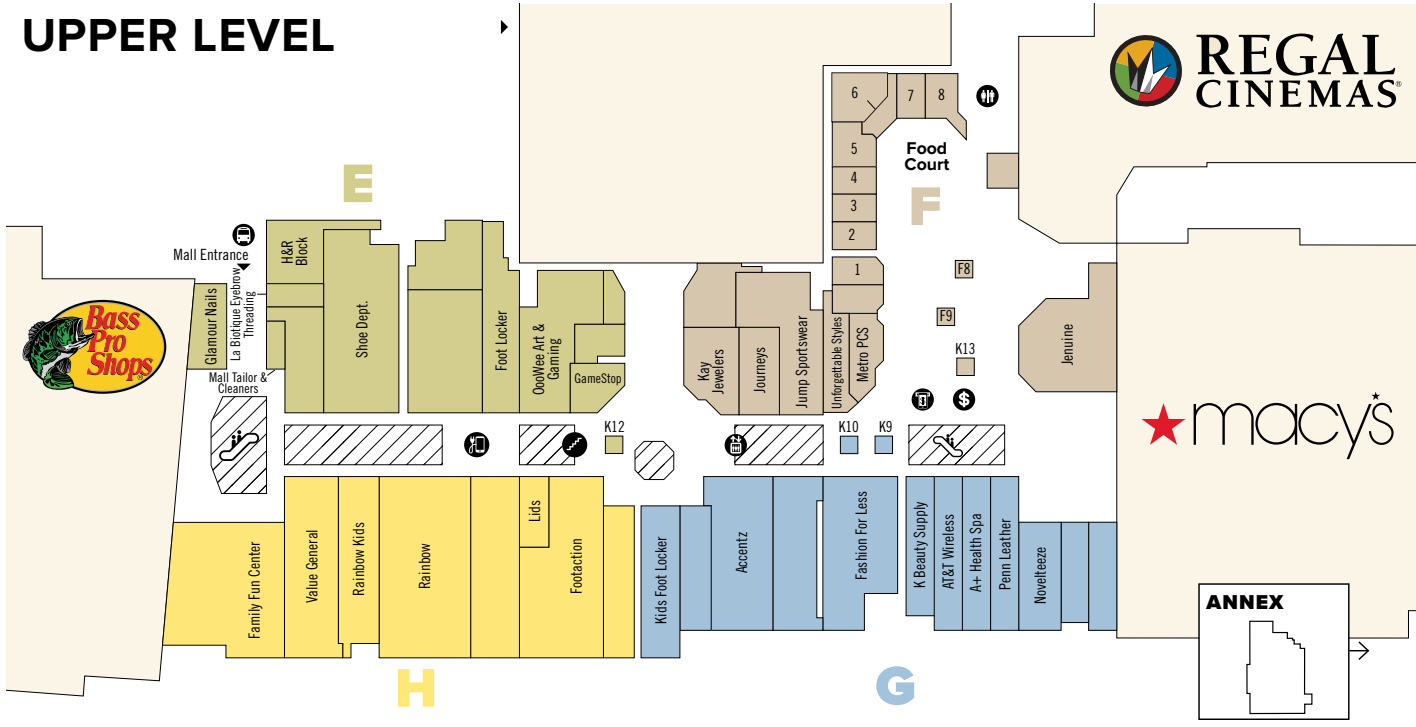 UPPER LEVEL
REGAL
CINEMAS®
6
7
8
5
4
3
2
1
Food
Court
F
E
Mall Entrance
H&R
Block
Glamour Nails
La Biotique Eyebrow
Threading
Mall Tailor &
Cleaners
Shoe Dept.
Foot Locker
OooWee Art &
Gaming
GameStop
Kay
Jewelers
Journeys
Jump Sportswear
Unforgettable Styles
Metro PCS
F8
F9
K13
$
Jenuine
Bass
Pro
Shops®
macy's
K12
K10
K9
Family Fun Center
Value General
Rainbow Kids
Rainbow
Lids
Footaction
Kids Foot Locker
Accentz
Fashion For Less
K Beauty Supply
AT&T Wireless
A+ Health Spa
Penn Leather
Novelteeze
H
G
ANNEX